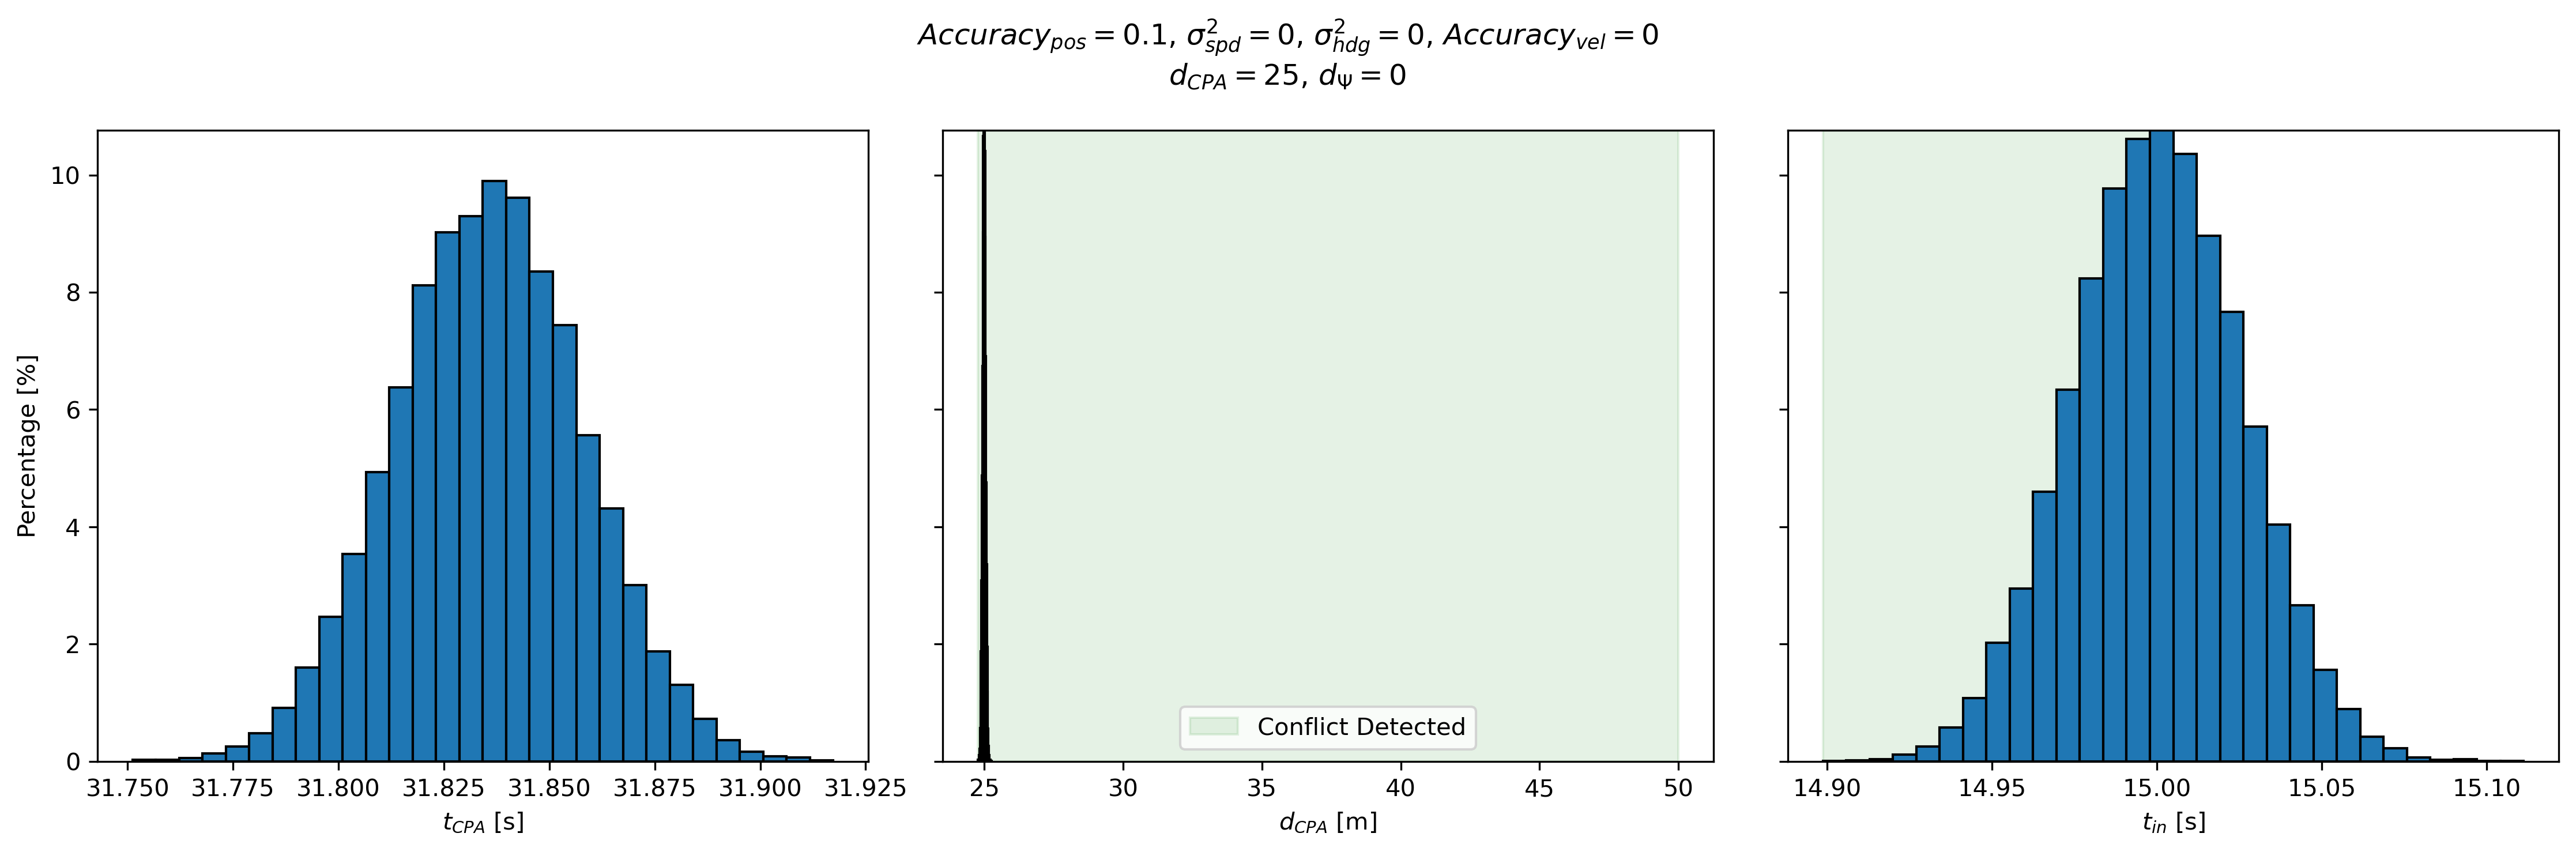 Accuracy_pos = 0.1, σ²_spd = 0, σ²_hdg = 0, Accuracy_vel = 0
d_CPA = 25, d_Ψ = 0
Percentage [%]
10
8
6
4
2
0
31.750 31.775 31.800 31.825 31.850 31.875 31.900 31.925
t_CPA [s]
Conflict Detected
25 30 35 40 45 50
d_CPA [m]
14.90 14.95 15.00 15.05 15.10
t_in [s]